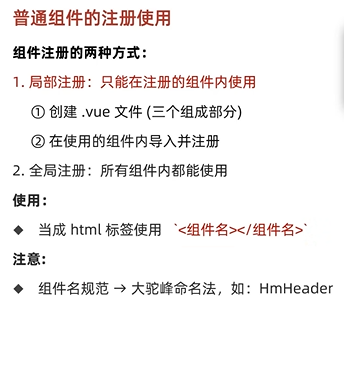 普通组件的注册使用
组件注册的两种方式：
1. 局部注册：只能在注册的组件内使用
① 创建 .vue 文件 (三个组成部分)
② 在使用的组件内导入并注册
2. 全局注册：所有组件内都能使用
使用：
◆ 当成 html 标签使用 `<组件名></组件名>`
注意：
◆ 组件名规范 → 大驼峰命名法，如：HmHeader